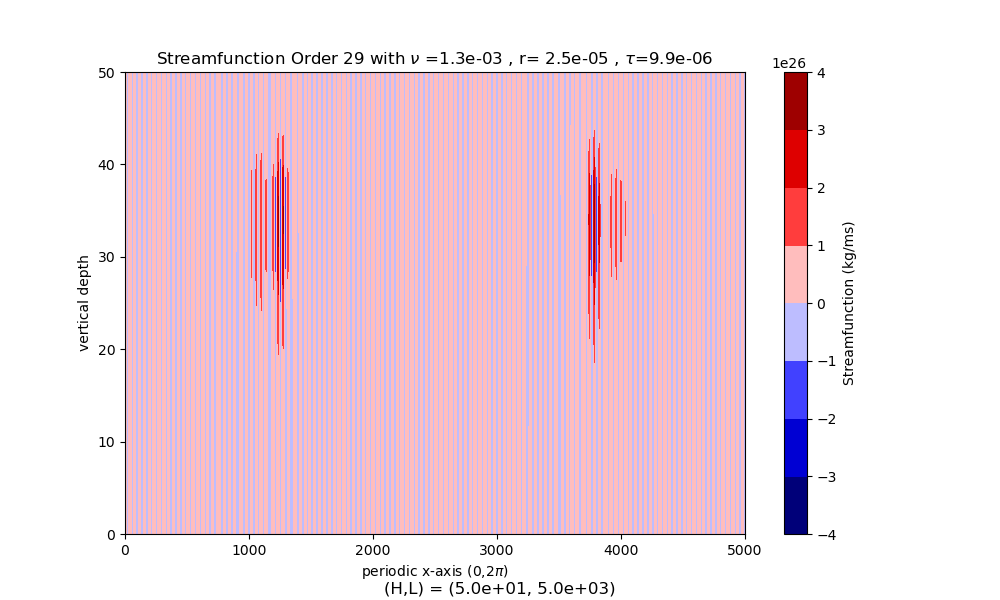 Streamfunction Order 29 with ν =1.3e-03 , r= 2.5e-05 , τ=9.9e-06
1e26
50
40
30
20
10
0
vertical depth
0 1000 2000 3000 4000 5000
periodic x-axis (0,2π)
(H,L) = (5.0e+01, 5.0e+03)
4
3
2
1
0
−1
−2
−3
−4
Streamfunction (kg/ms)